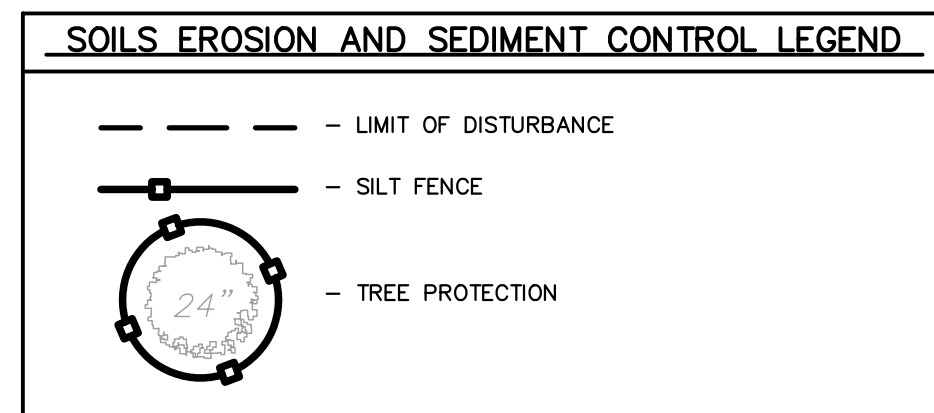 SOILS EROSION AND SEDIMENT CONTROL LEGEND
– LIMIT OF DISTURBANCE
– SILT FENCE
24"
– TREE PROTECTION